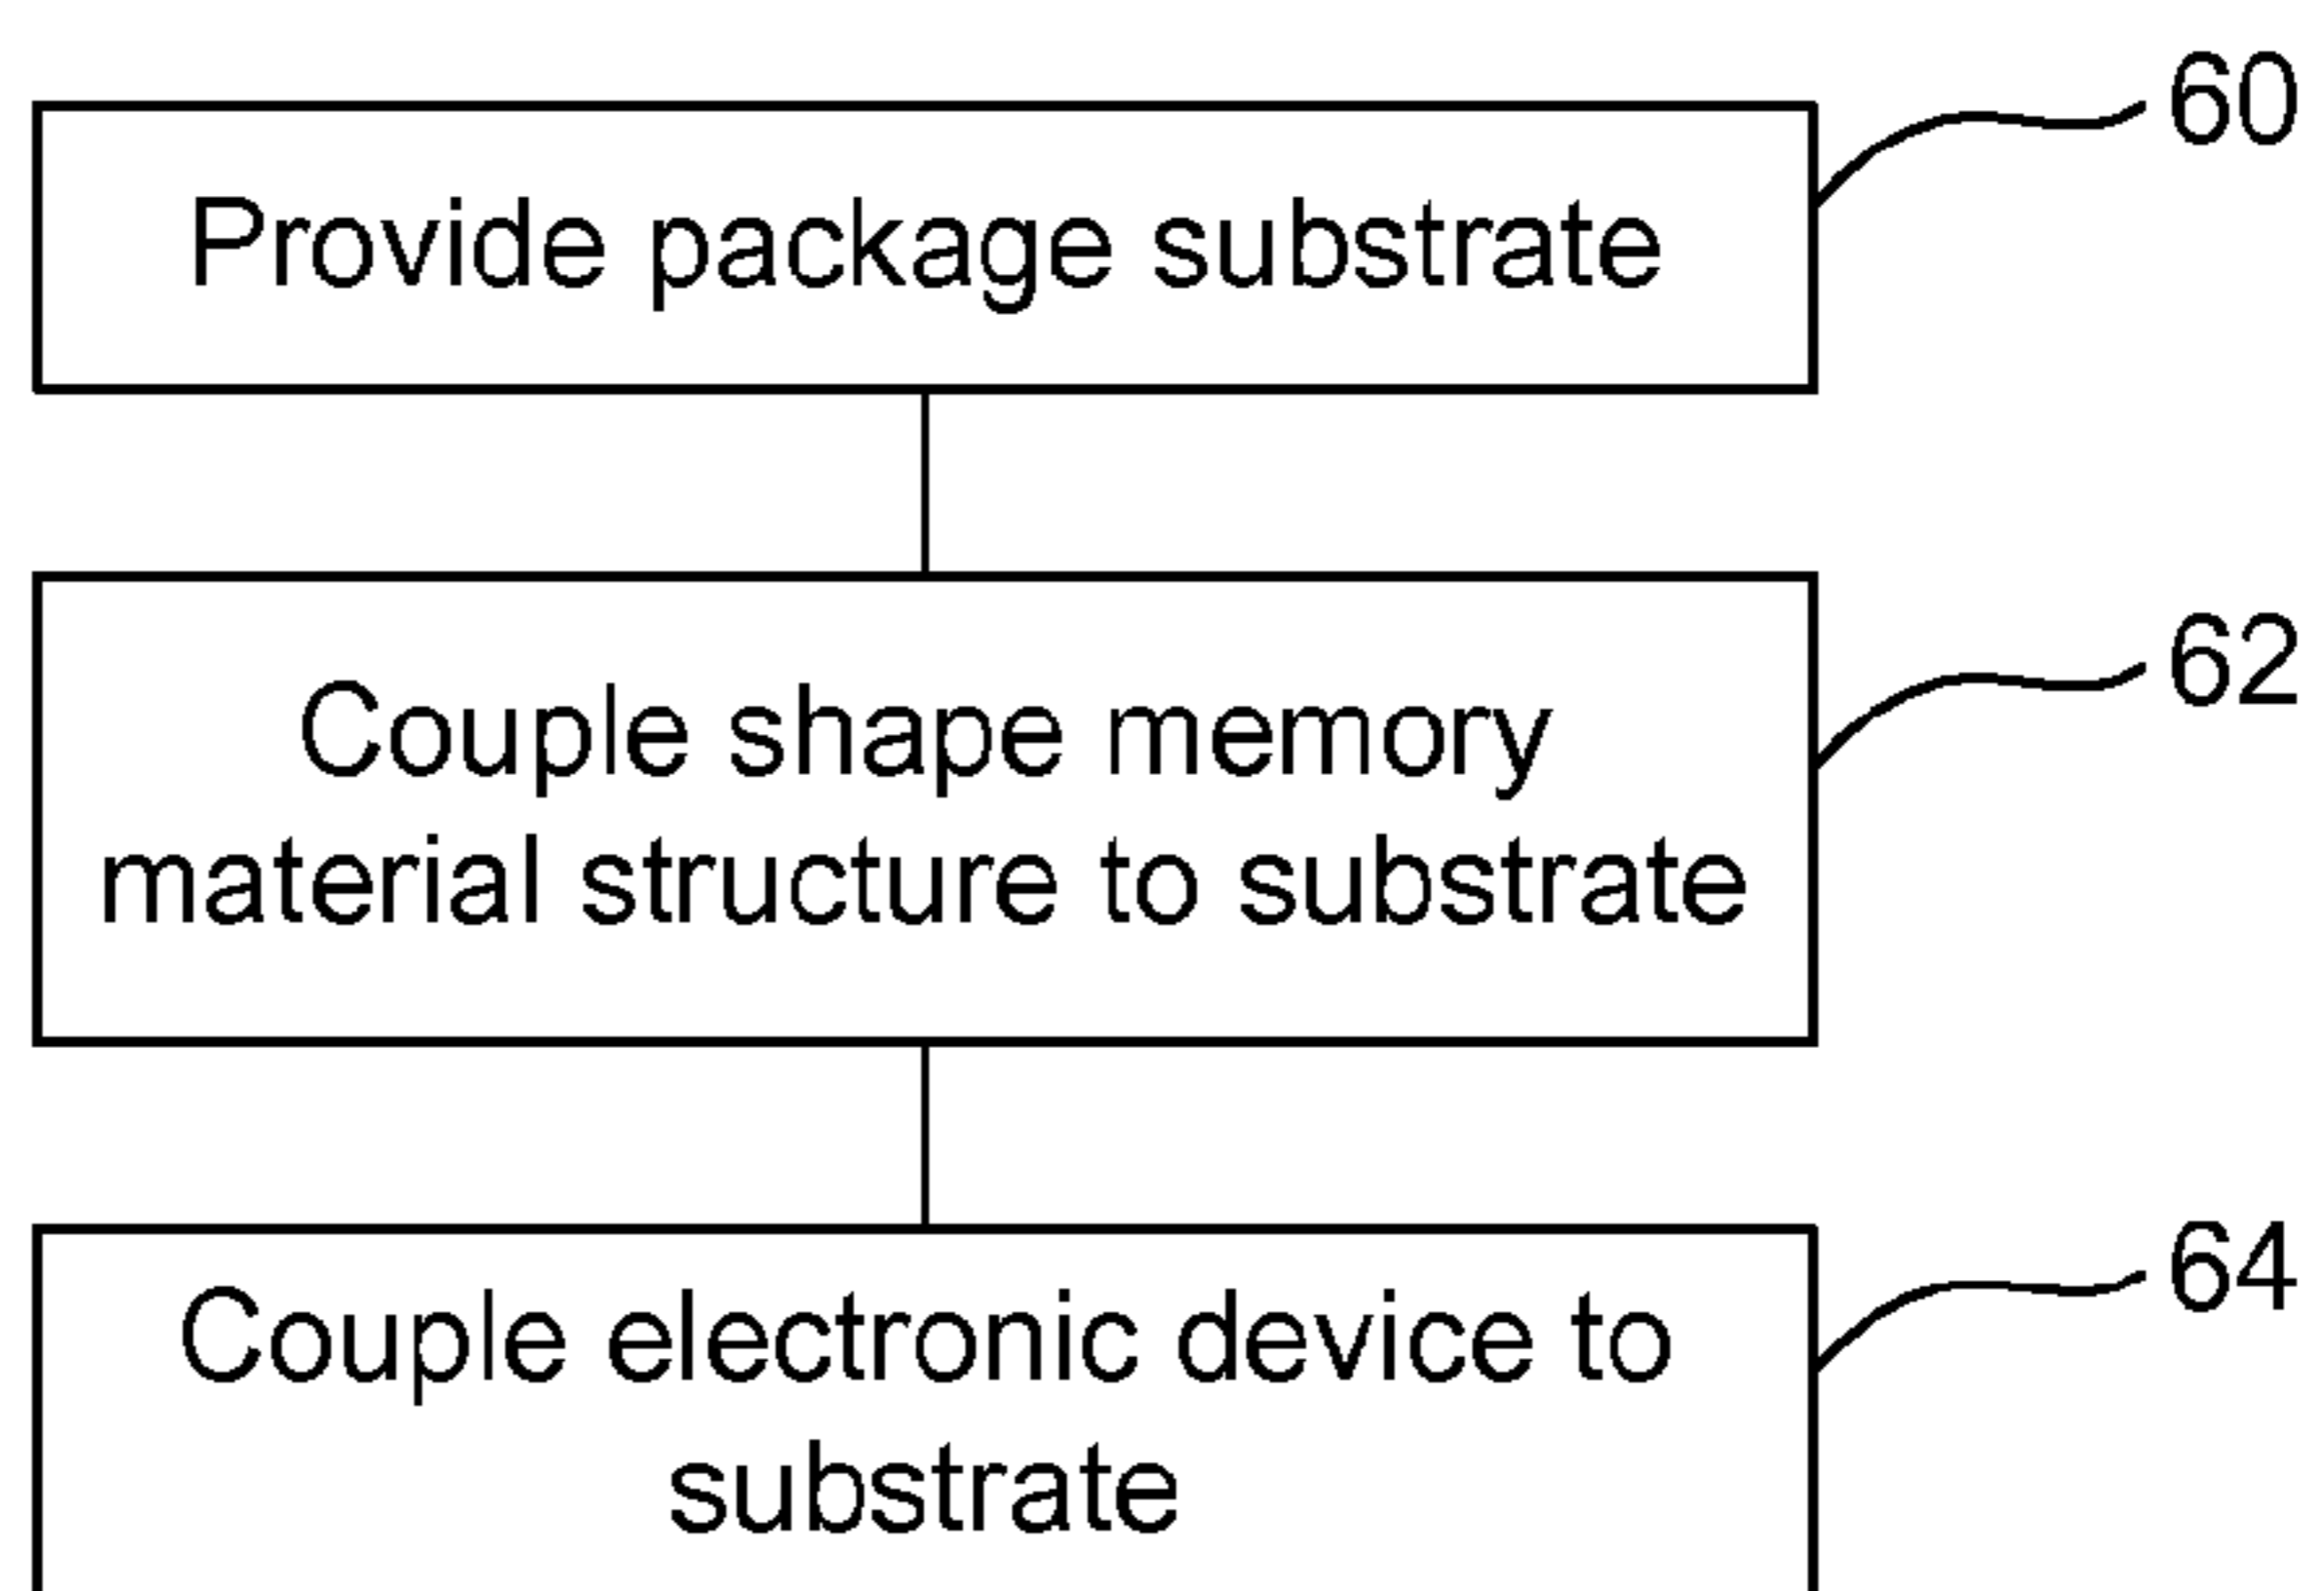 60
Provide package substrate
62
Couple shape memory
material structure to substrate
64
Couple electronic device to
substrate